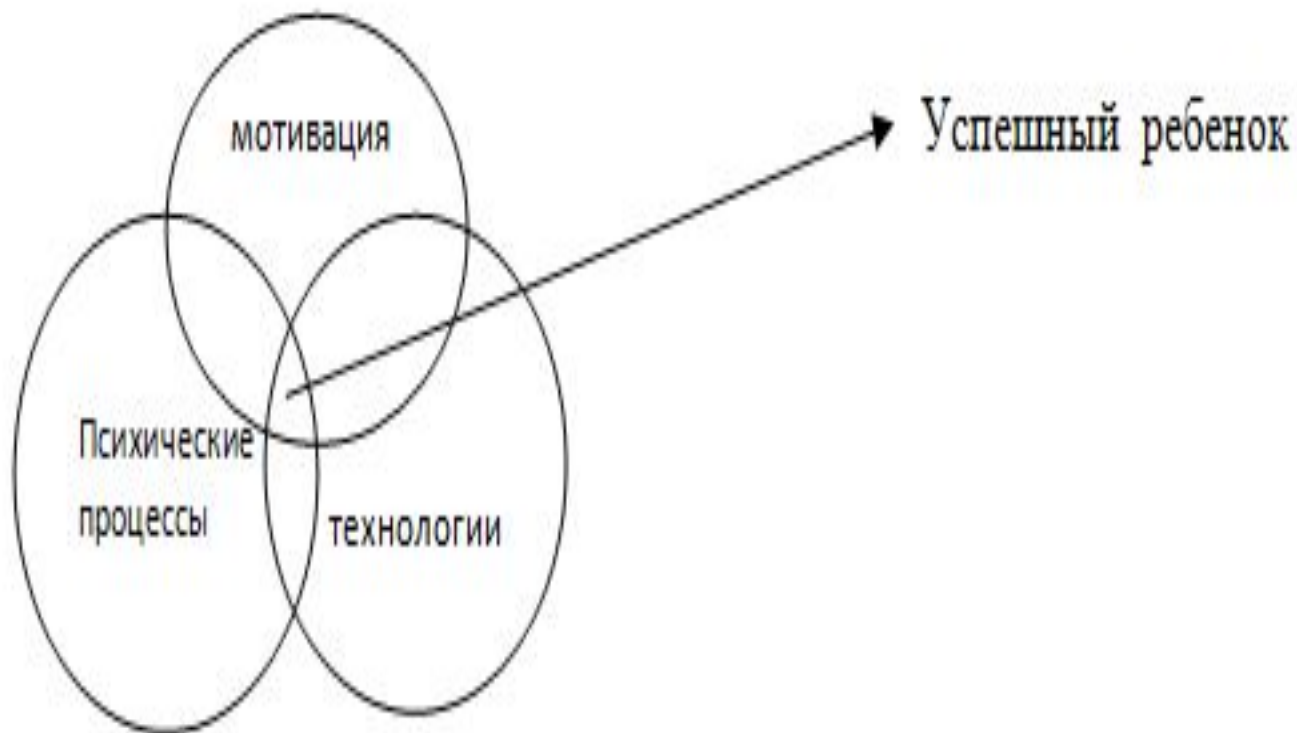 мотивация
Успешный ребенок
Психические
процессы
технологии